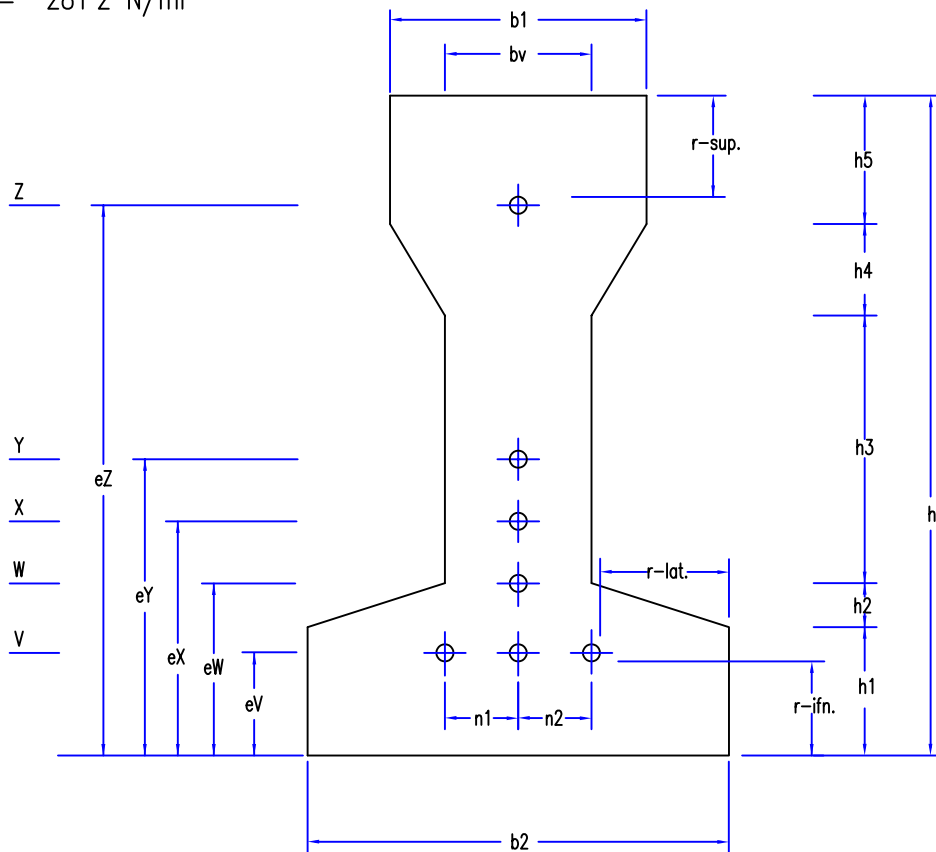 b1
bv
r-sup.
h5
Z
h4
Y
eZ
h3
X
h
W
r-lat.
eY
h2
V
eX
eW
h1
eV
r-ifn.
n1
n2
b2